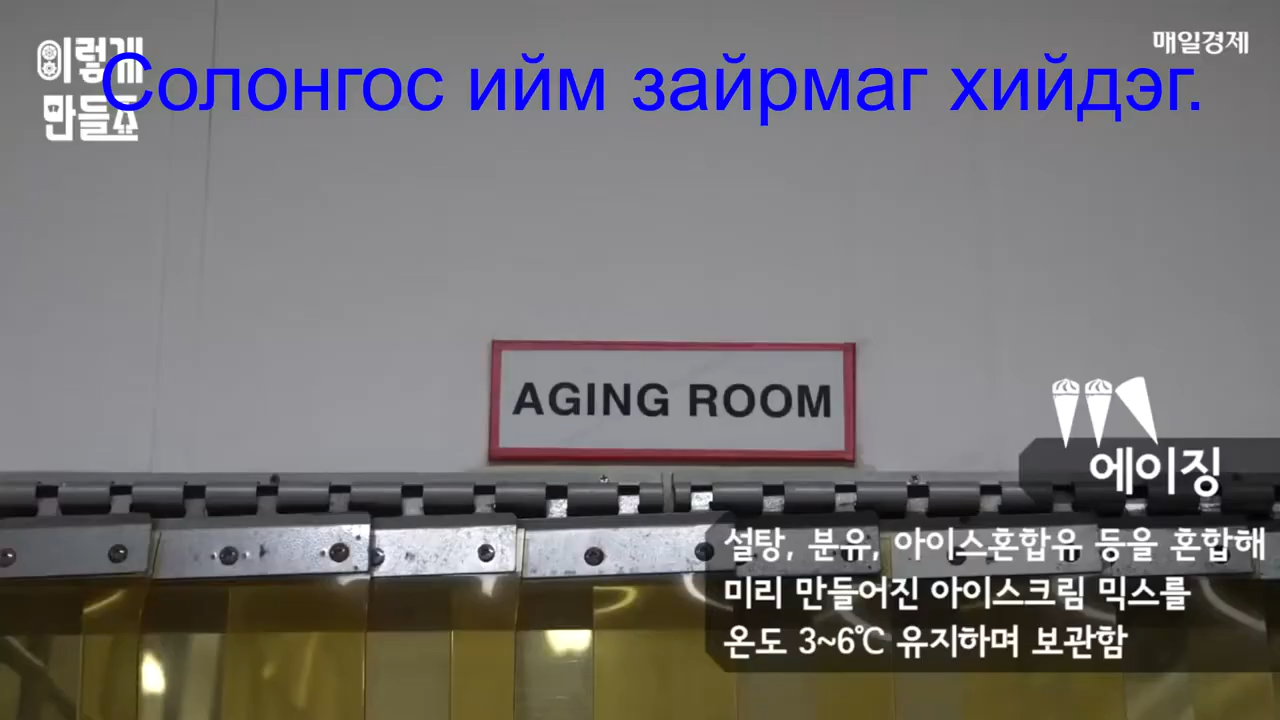 이렇게
만들죠
매일경제
Солонгос ийм зайрмаг хийдэг.
AGING ROOM
에이징
설탕, 분유, 아이스혼합유 등을 혼합해
미리 만들어진 아이스크림 믹스를
온도 3~6℃ 유지하며 보관함